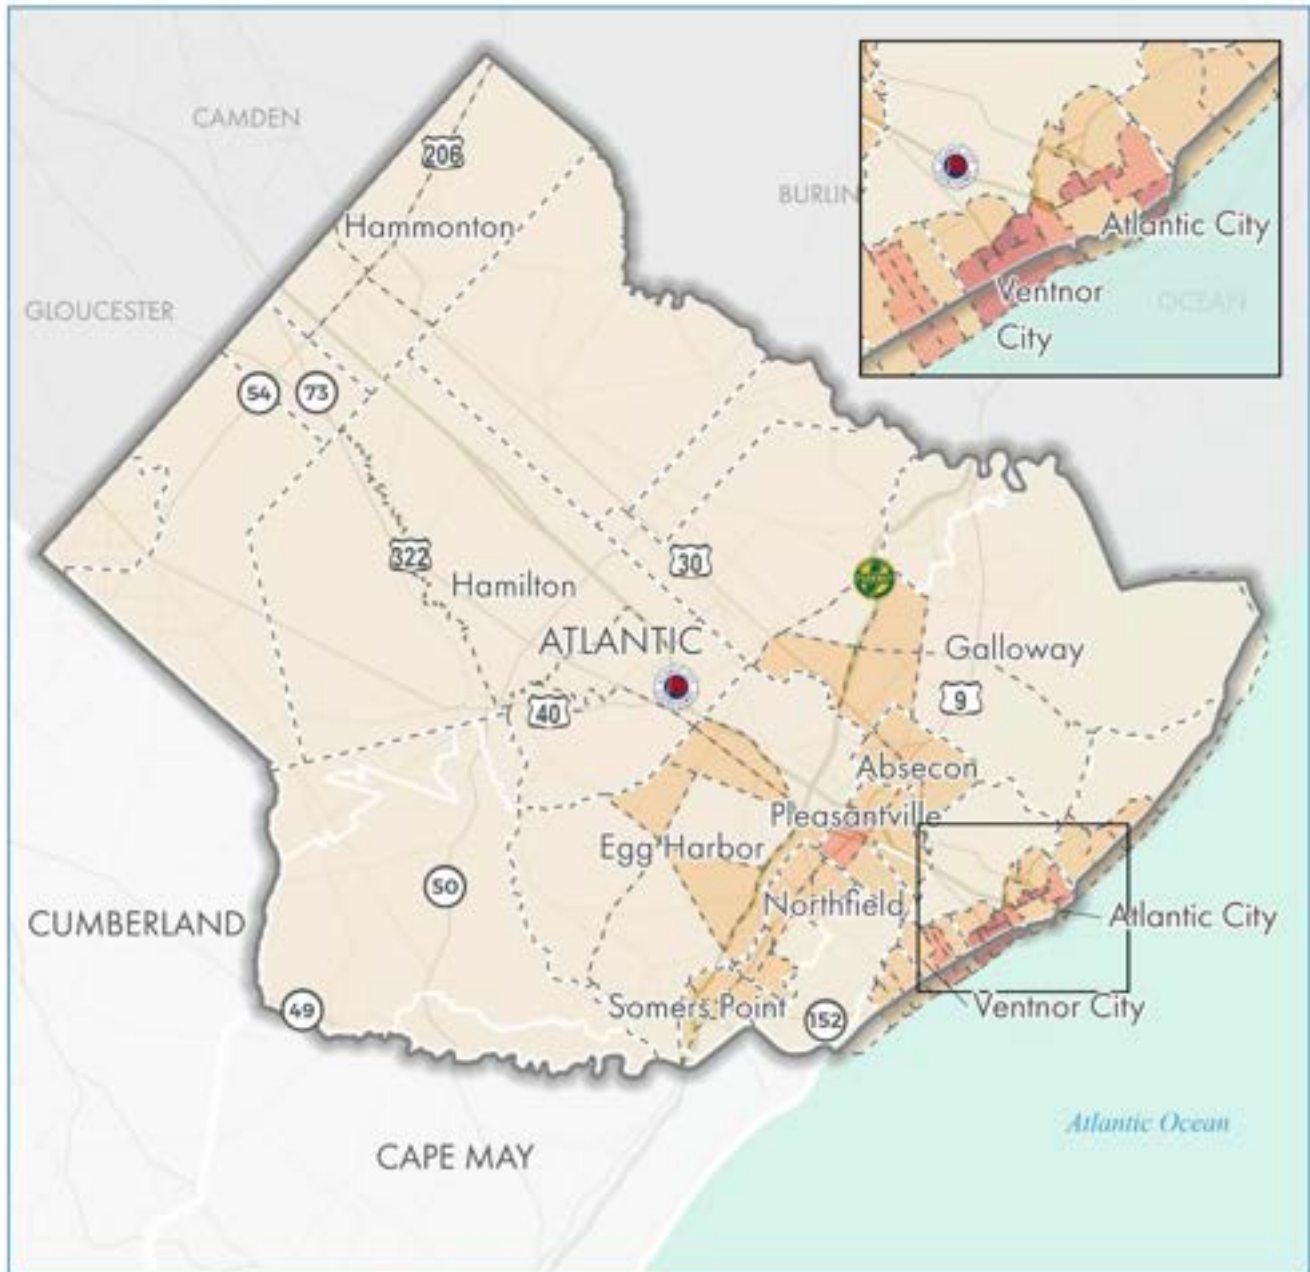 CAMDEN
206
BURLIN
Hammonton
Atlantic City
GLOUCESTER
Ventnor
City
OCEAN
54
73
322
30
Hamilton
ATLANTIC
Galloway
40
9
Absecon
Pleasantville
Egg Harbor
50
Northfield
CUMBERLAND
Atlantic City
49
Somers Point
152
Ventnor City
Atlantic Ocean
CAPE MAY